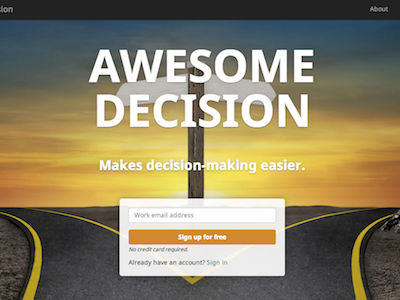 About
AWESOME
DECISION
Makes decision-making easier.
Work email address
Sign up for free
No credit card required.
Already have an account? Sign in